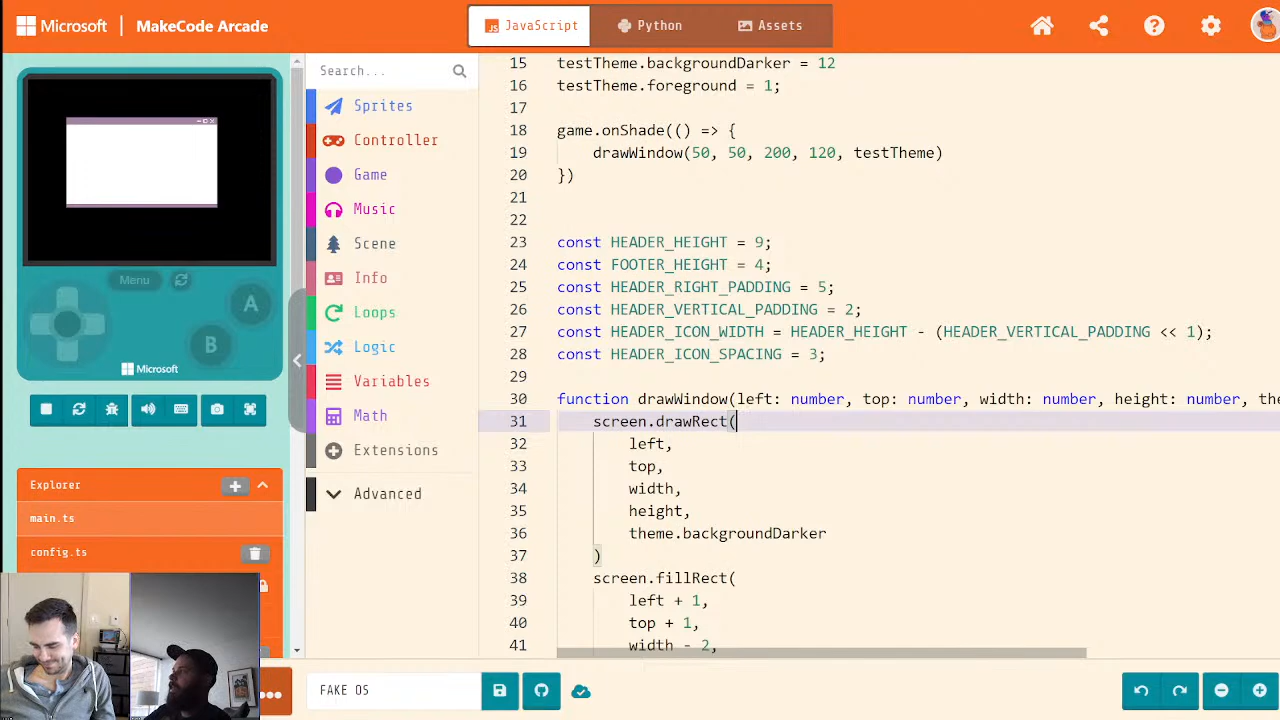 Microsoft
MakeCode Arcade
JavaScript
Python
Assets
Search...
Sprites
Controller
Game
Music
Scene
Info
Loops
Logic
Variables
Math
Extensions
Advanced
Menu
A
B
Microsoft
Explorer
main.ts
config.ts
15 testTheme.backgroundDarker = 12
16 testTheme.foreground = 1;
17
18 game.onShade(() => {
19 drawWindow(50, 50, 200, 120, testTheme)
20 })
21
22
23 const HEADER_HEIGHT = 9;
24 const FOOTER_HEIGHT = 4;
25 const HEADER_RIGHT_PADDING = 5;
26 const HEADER_VERTICAL_PADDING = 2;
27 const HEADER_ICON_WIDTH = HEADER_HEIGHT - (HEADER_VERTICAL_PADDING << 1);
28 const HEADER_ICON_SPACING = 3;
29
30 function drawWindow(left: number, top: number, width: number, height: number, the
31 screen.drawRect(
32 left,
33 top,
34 width,
35 height,
36 theme.backgroundDarker
37 )
38 screen.fillRect(
39 left + 1,
40 top + 1,
41 width - 2,
FAKE OS